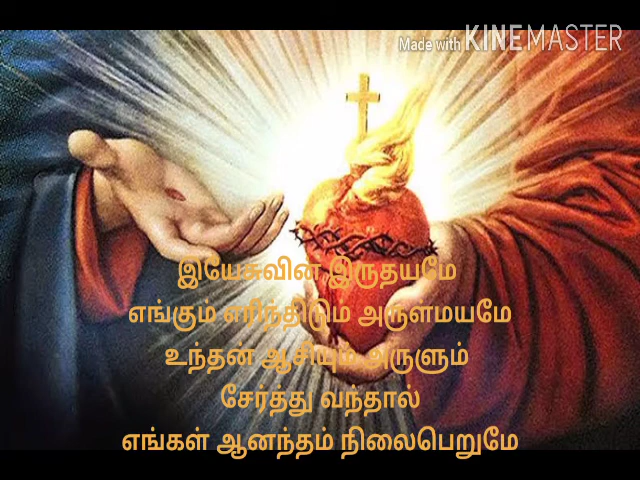 Made with KINEMASTER
இயேசுவின் இருதயமே
எங்கும் எரிந்திடும் அருள்மயமே
உந்தன் ஆசியும் அருளும்
சேர்த்து வந்தால்
எங்கள் ஆனந்தம் நிலைபெறுமே